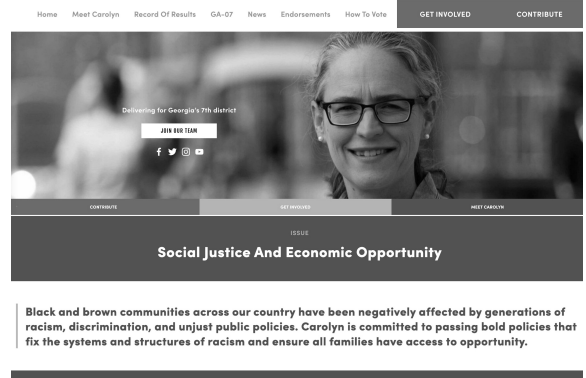 Home Meet Carolyn Record Of Results GA-07 News Endorsements How To Vote GET INVOLVED CONTRIBUTE
Delivering for Georgia's 7th district
JOIN OUR TEAM
CONTRIBUTE GET INVOLVED MEET CAROLYN
ISSUE
Social Justice And Economic Opportunity
Black and brown communities across our country have been negatively affected by generations of
racism, discrimination, and unjust public policies. Carolyn is committed to passing bold policies that
fix the systems and structures of racism and ensure all families have access to opportunity.